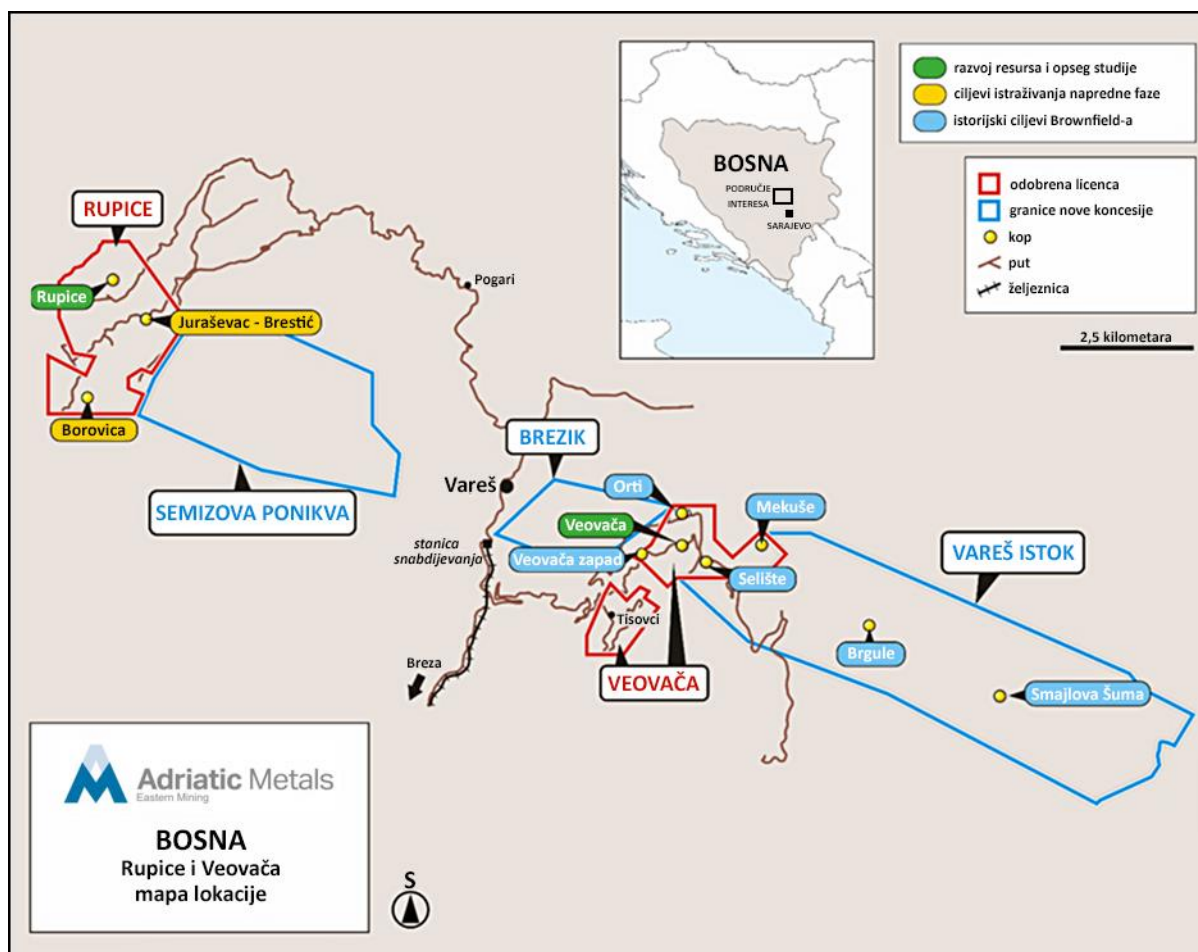 razvoj resursa i opseg studije
ciljevi istraživanja napredne faze
istorijski ciljevi Brownfield-a
BOSNA
PODRUČJE
INTERESA
SARAJEVO
odobrena licenca
granice nove koncesije
kop
put
željeznica
2,5 kilometara
RUPICE
Rupice
Juraševac - Brestić
Borovica
SEMIZOVA PONIKVA
Pogari
Vareš
BREZIK
stanica
snabdijevanja
Orti
Veovača
Veovača zapad
Mekuše
Selište
VAREŠ ISTOK
Tisovci
Brgule
Breza
VEOVAČA
Smajlova Šuma
Adriatic Metals
Eastern Mining
BOSNA
Rupice i Veovača
mapa lokacije
S